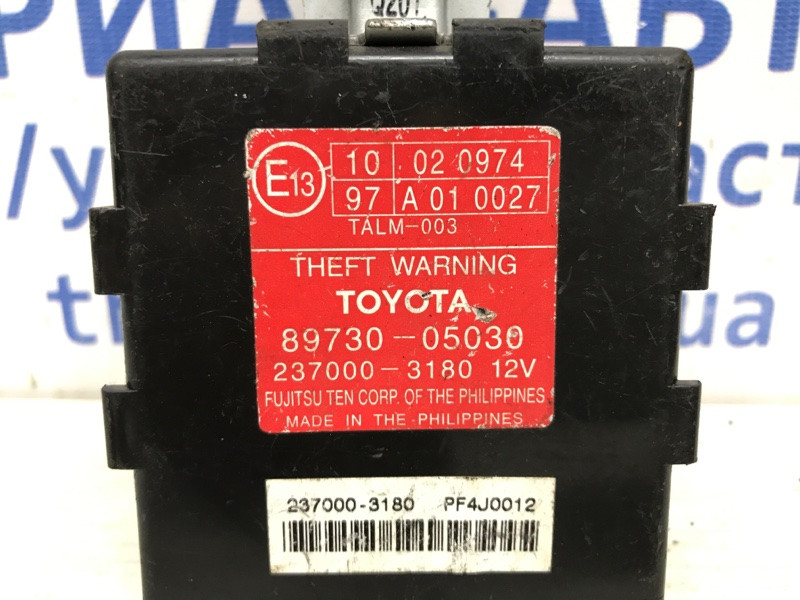 Q201
E13
10 02 0974
97 A 01 0027
TALM-003
THEFT WARNING
TOYOTA
89730-05030
237000-3180 12V
FUJITSU TEN CORP. OF THE PHILIPPINES
MADE IN THE PHILIPPINES
237000-3180 PF4J0012